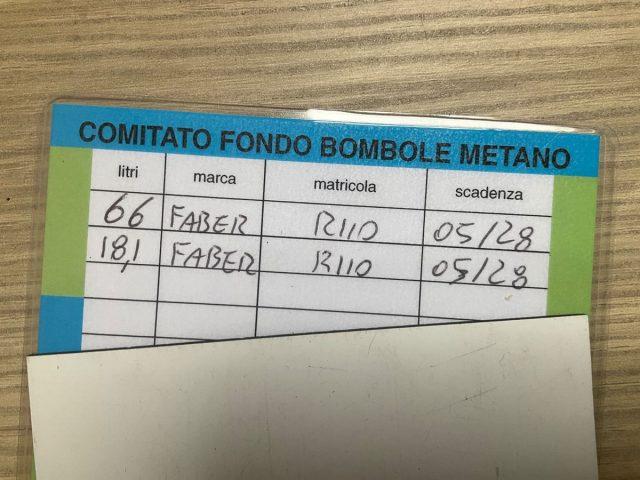 COMITATO FONDO BOMBOLE METANO
litri marca matricola scadenza
66 FABER R110 05/28
18,1 FABER R110 05/28